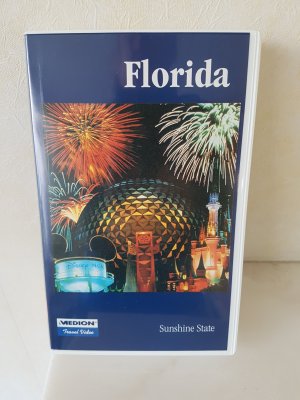 Florida
MEDION
Travel Video
Sunshine State